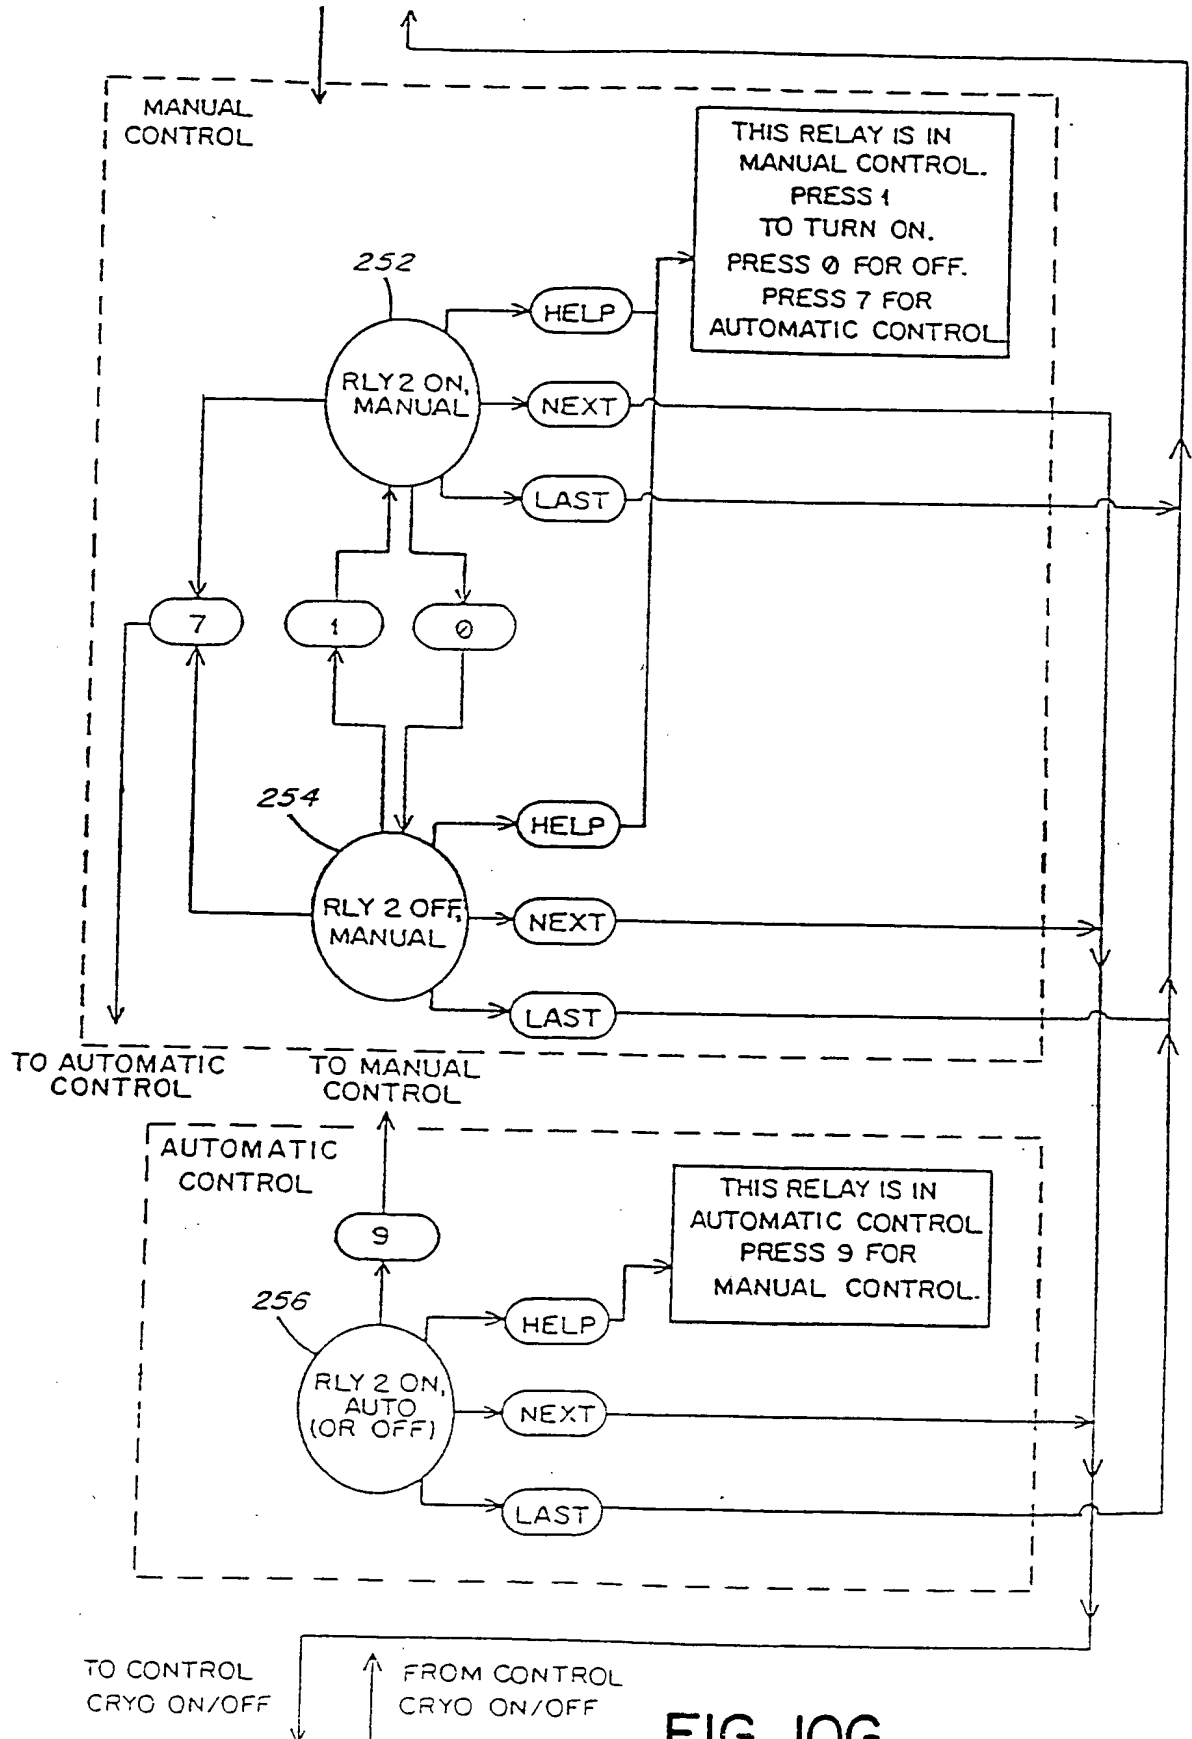 MANUAL
CONTROL
THIS RELAY IS IN
MANUAL CONTROL.
PRESS 1
TO TURN ON.
PRESS 0 FOR OFF.
PRESS 7 FOR
AUTOMATIC CONTROL
252
HELP
RLY 2 ON,
MANUAL
NEXT
LAST
7
1
0
254
HELP
RLY 2 OFF,
MANUAL
NEXT
LAST
TO AUTOMATIC
CONTROL
TO MANUAL
CONTROL
AUTOMATIC
CONTROL
THIS RELAY IS IN
AUTOMATIC CONTROL
PRESS 9 FOR
MANUAL CONTROL.
9
256
HELP
RLY 2 ON,
AUTO
(OR OFF)
NEXT
LAST
TO CONTROL
CRYO ON/OFF
FROM CONTROL
CRYO ON/OFF
FIG. 10G